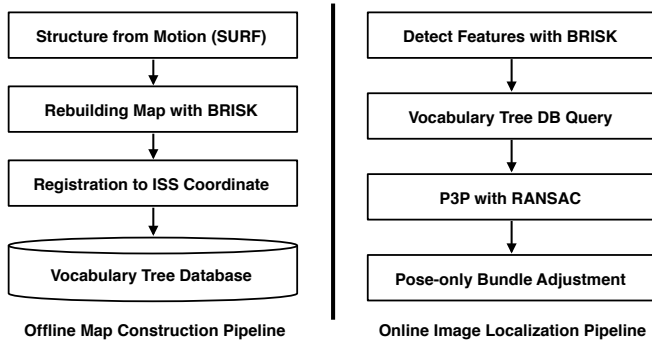 Structure from Motion (SURF)
Rebuilding Map with BRISK
Registration to ISS Coordinate
Vocabulary Tree Database
Offline Map Construction Pipeline
Detect Features with BRISK
Vocabulary Tree DB Query
P3P with RANSAC
Pose-only Bundle Adjustment
Online Image Localization Pipeline